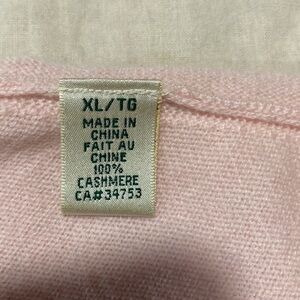 XL/TG
MADE IN
CHINA
FAIT AU
CHINE
100%
CASHMERE
CA#34753